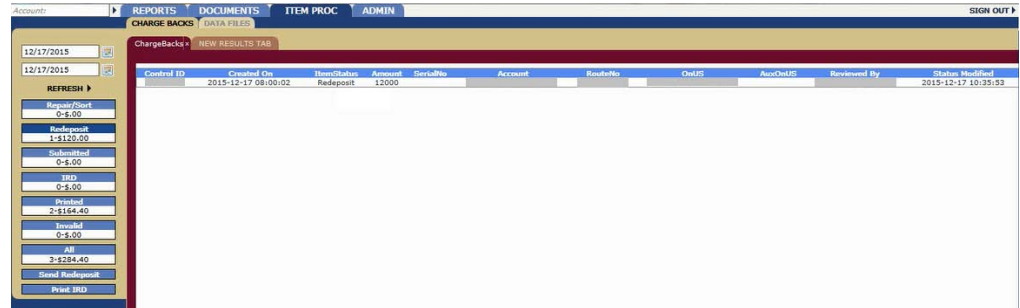 Accounts
REPORTS DOCUMENTS ITEM PROC ADMIN SIGN OUT
CHARGE BACKS DATA FILES
ChargeBacks× NEW RESULTS TAB
12/17/2015
12/17/2015
REFRESH
Control ID Created On ItemStatus Amount SerialNo Account RouteNo OnUS AuxOnUS Reviewed By Status Modified
2015-12-17 08:00:02 Redeposit 12000 2015-12-17 10:35:53
Repair/Sort
0-$.00
Redeposit
1-$120.00
Submitted
0-$.00
IRD
0-$.00
Printed
2-$164.40
Invalid
0-$.00
All
3-$284.40
Send Redeposit
Print IRD